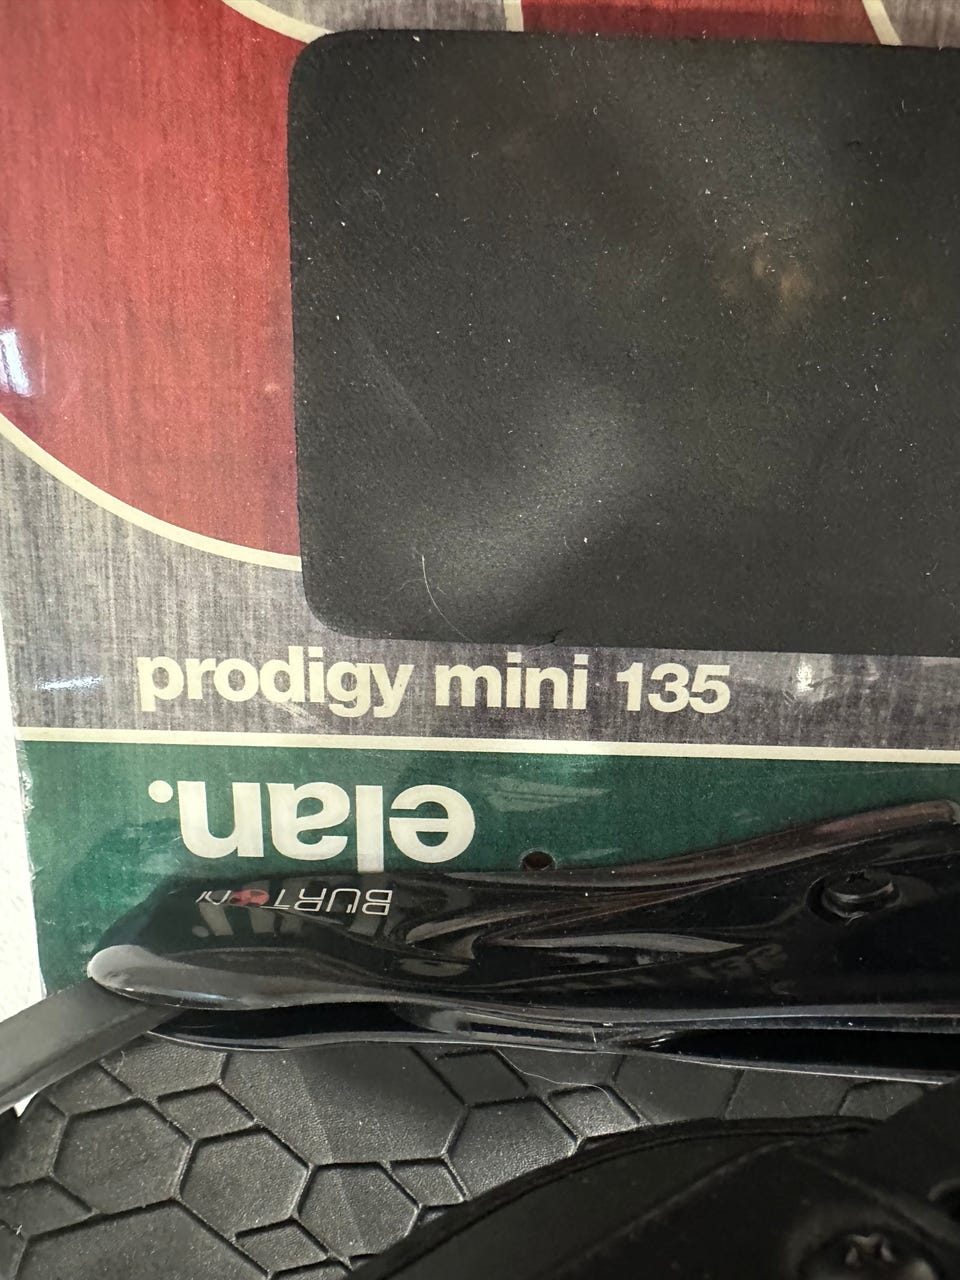 prodigy mini 135
elan.
BURTON